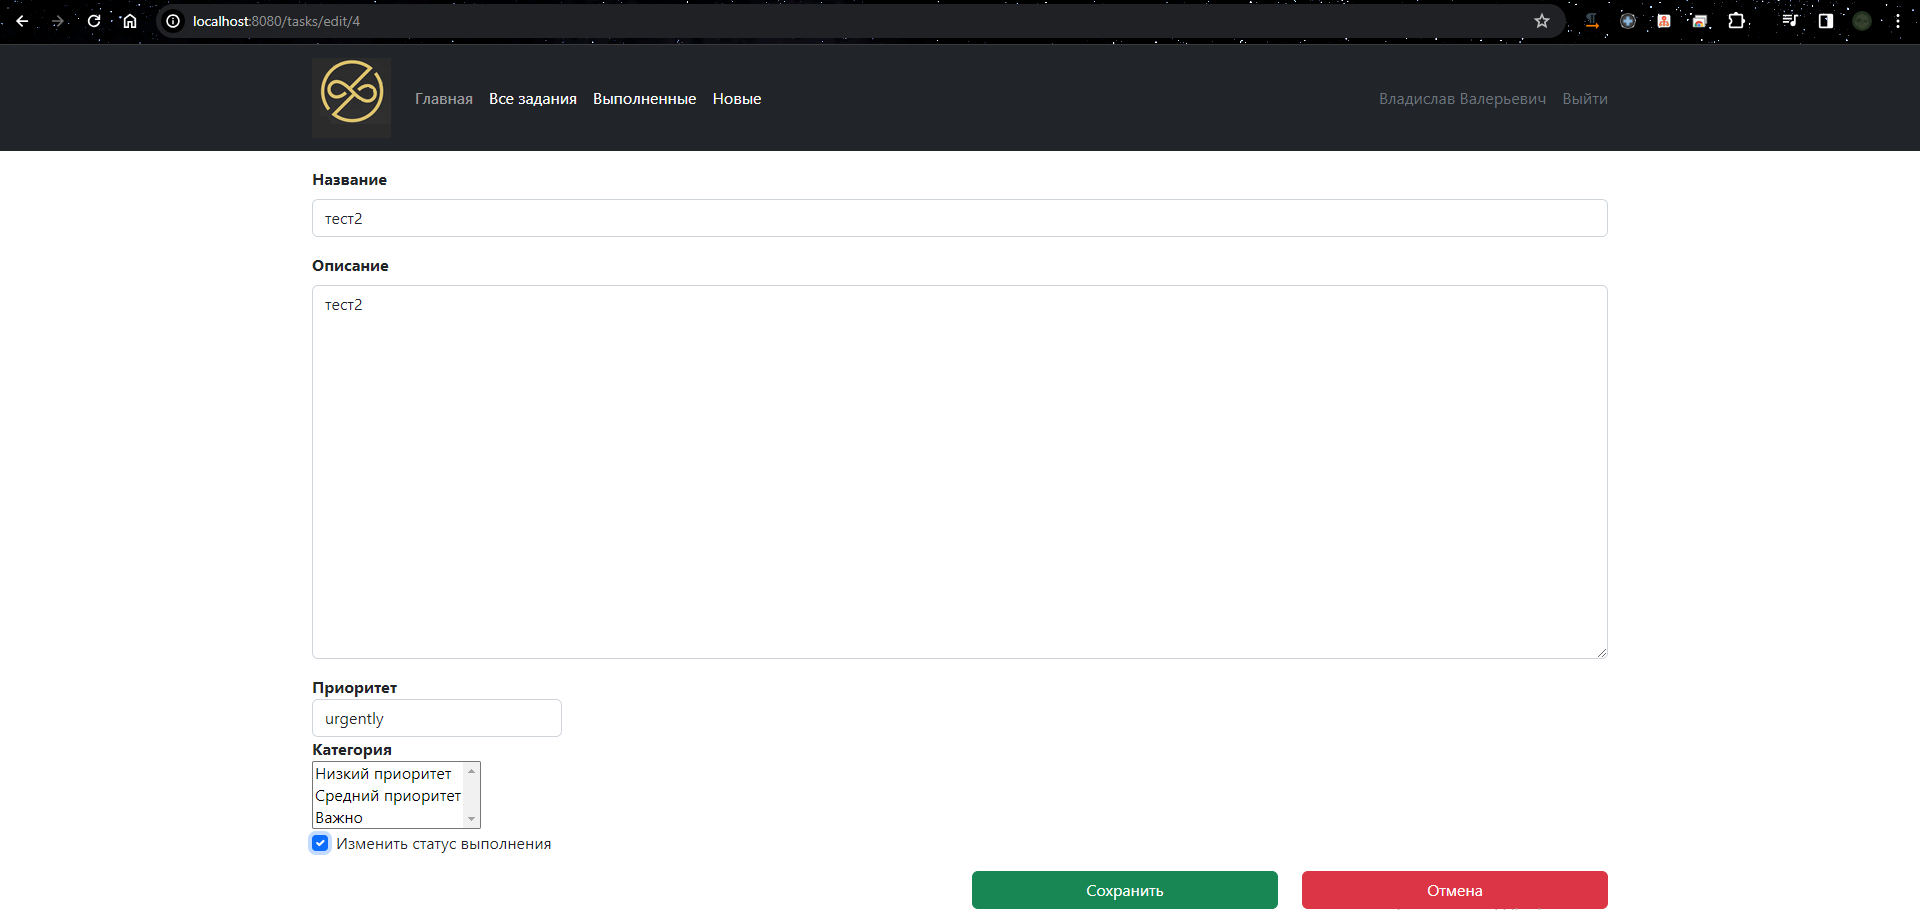 localhost:8080/tasks/edit/4
Главная Все задания Выполненные Новые Владислав Валерьевич Выйти
Название
тест2
Описание
тест2
Приоритет
urgently
Категория
Низкий приоритет
Средний приоритет
Важно
Изменить статус выполнения
Сохранить Отмена